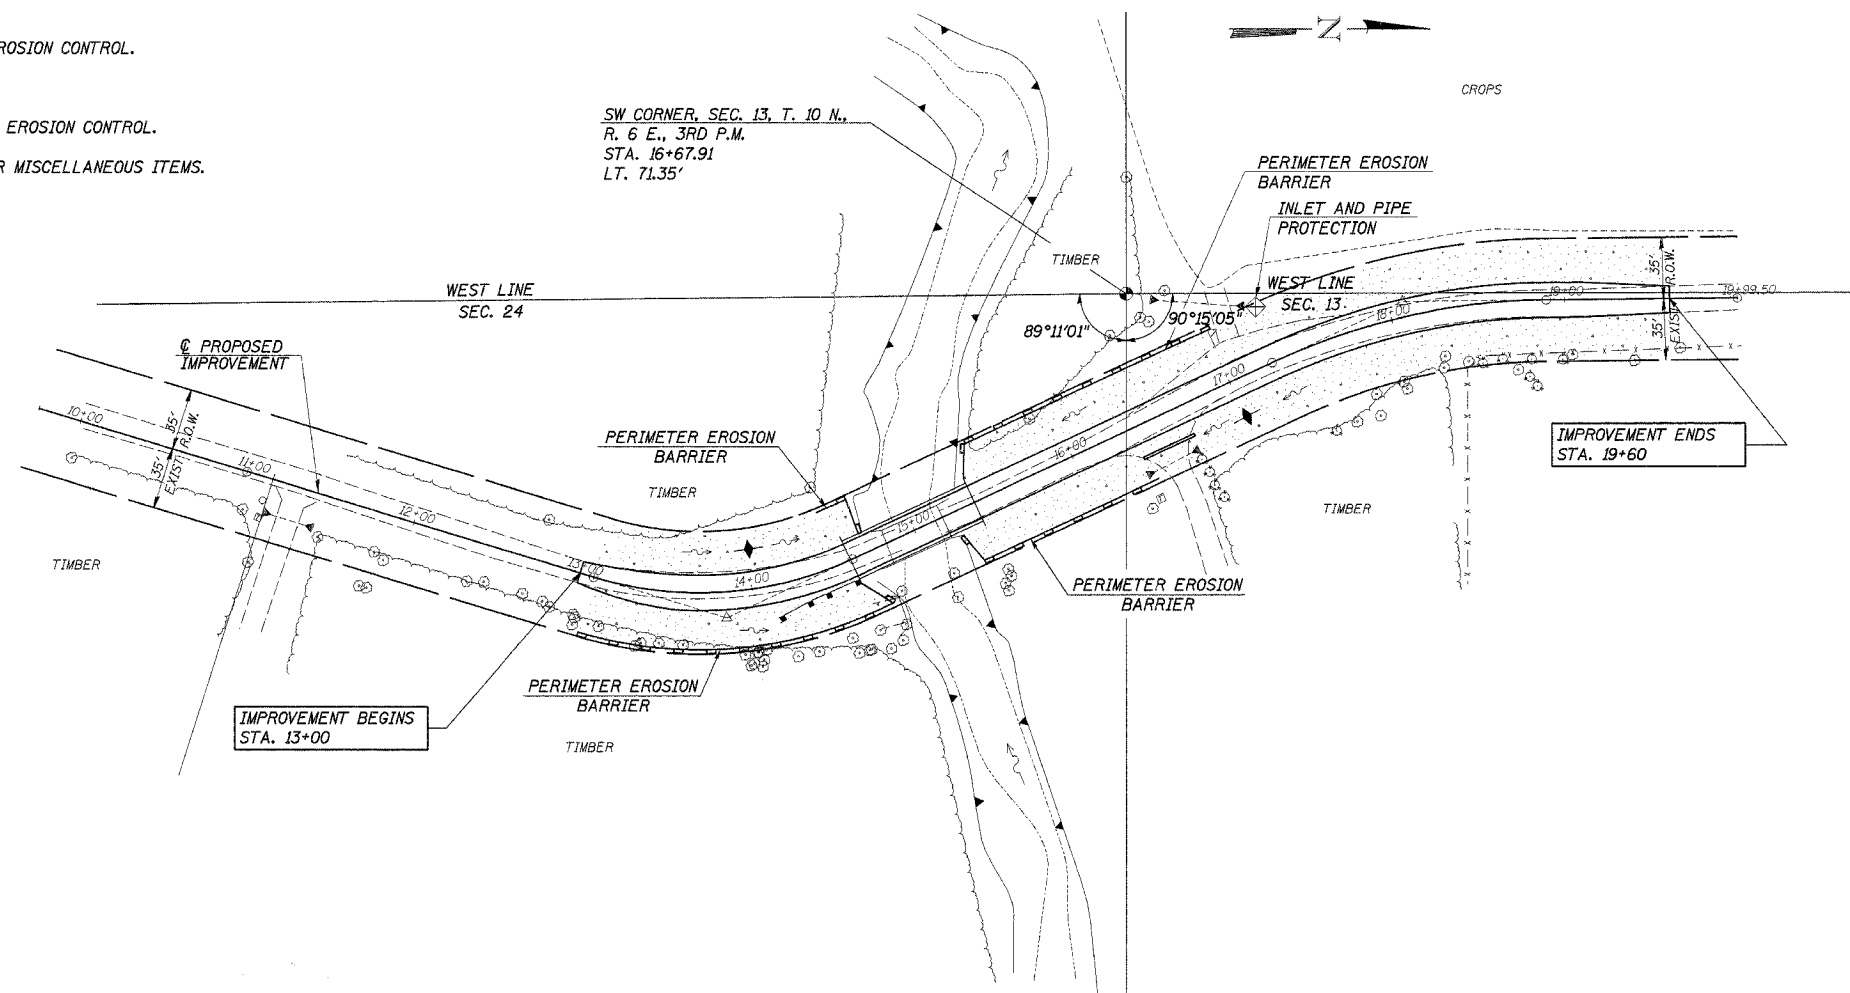 ROSION CONTROL.
EROSION CONTROL.
R MISCELLANEOUS ITEMS.
N
CROPS
SW CORNER, SEC. 13, T. 10 N.,
R. 6 E., 3RD P.M.
STA. 16+67.91
LT. 71.35'
PERIMETER EROSION
BARRIER
INLET AND PIPE
PROTECTION
TIMBER
WEST LINE
SEC. 24
WEST LINE
SEC. 13
89°11'01"
90°15'05"
35'
R.O.W.
35'
EXIST.
19+99.50
19+00
18+00
17+00
16+00
15+00
14+00
13+00
12+00
11+00
10+00
℄ PROPOSED
IMPROVEMENT
35'
R.O.W.
35'
EXIST.
PERIMETER EROSION
BARRIER
TIMBER
IMPROVEMENT ENDS
STA. 19+60
TIMBER
TIMBER
PERIMETER EROSION
BARRIER
PERIMETER EROSION
BARRIER
IMPROVEMENT BEGINS
STA. 13+00
TIMBER